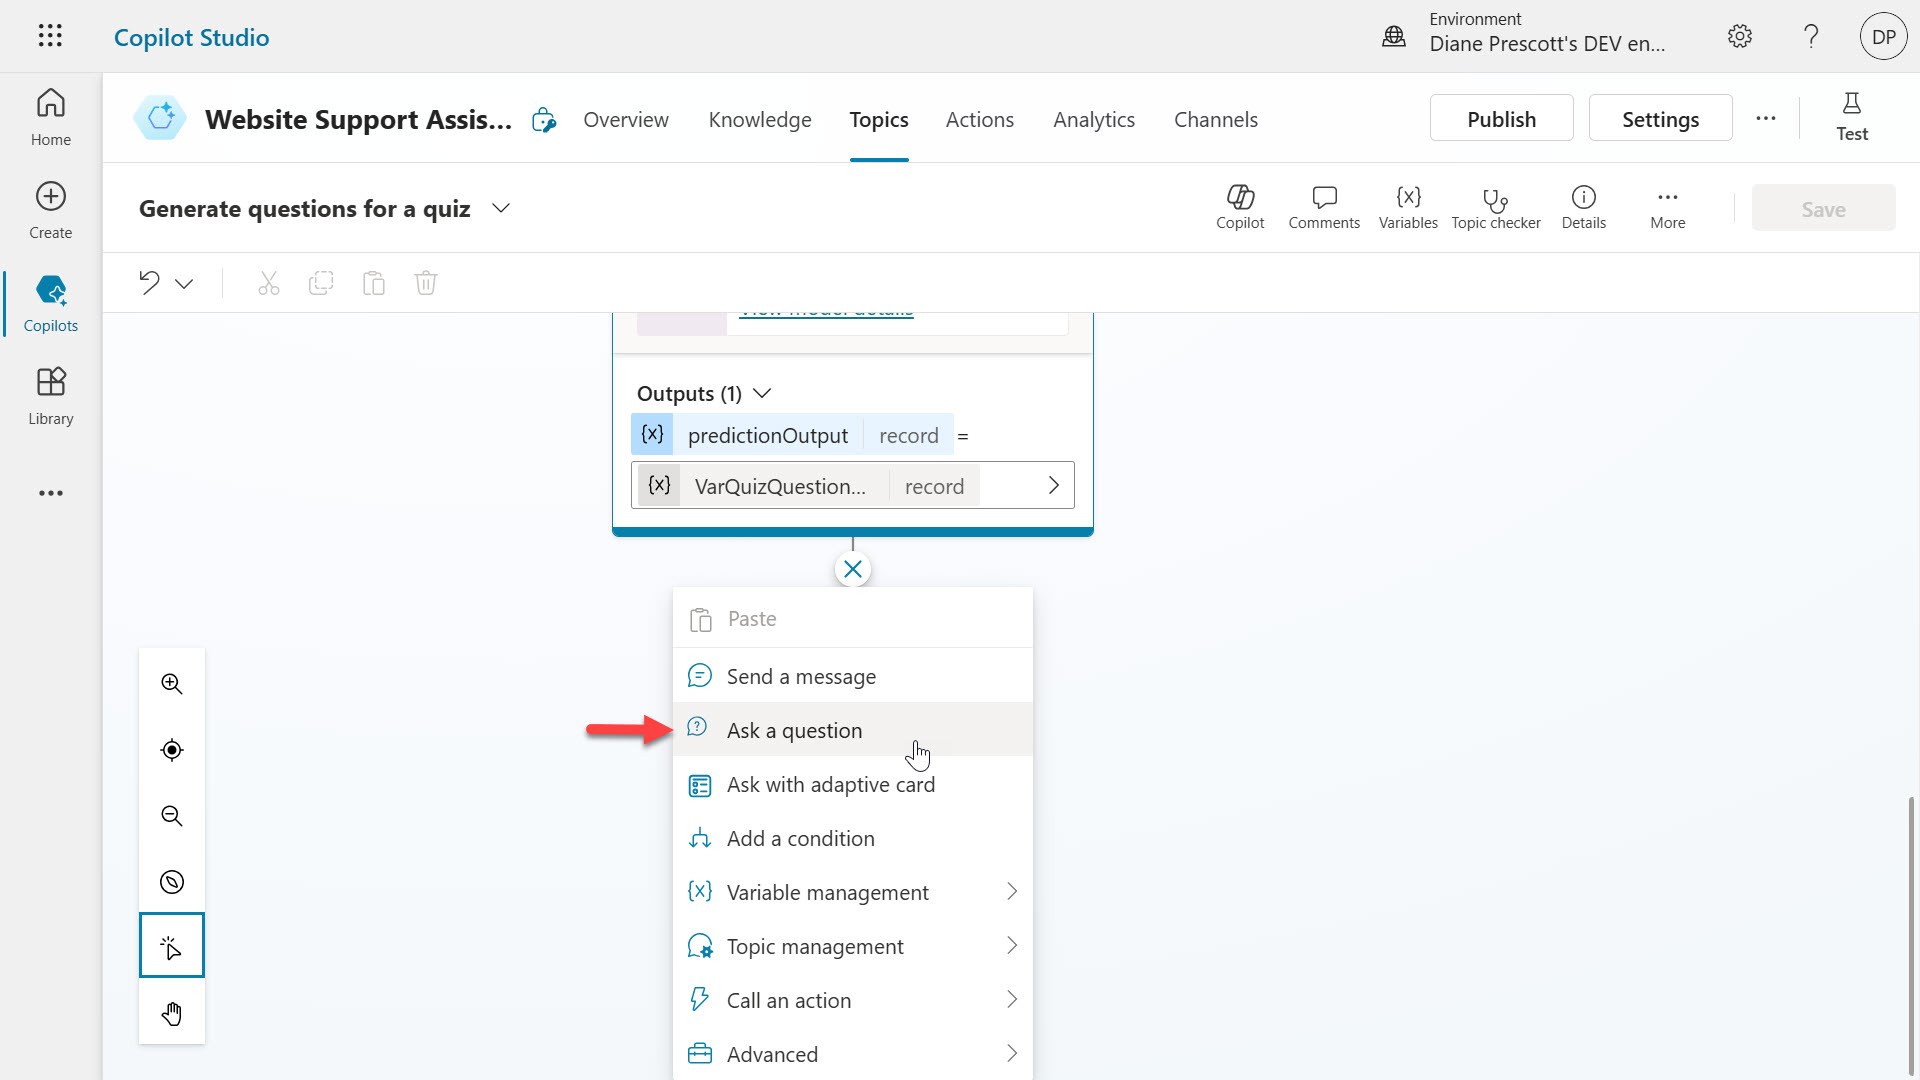 Copilot Studio
Environment
Diane Prescott's DEV en...
DP
Home
Create
Copilots
Library
Website Support Assis...
Overview
Knowledge
Topics
Actions
Analytics
Channels
Publish
Settings
Test
Generate questions for a quiz
Copilot
Comments
Variables
Topic checker
Details
More
Save
View model details
Outputs (1)
{x} predictionOutput record =
{x} VarQuizQuestion... record
Paste
Send a message
Ask a question
Ask with adaptive card
Add a condition
Variable management
Topic management
Call an action
Advanced